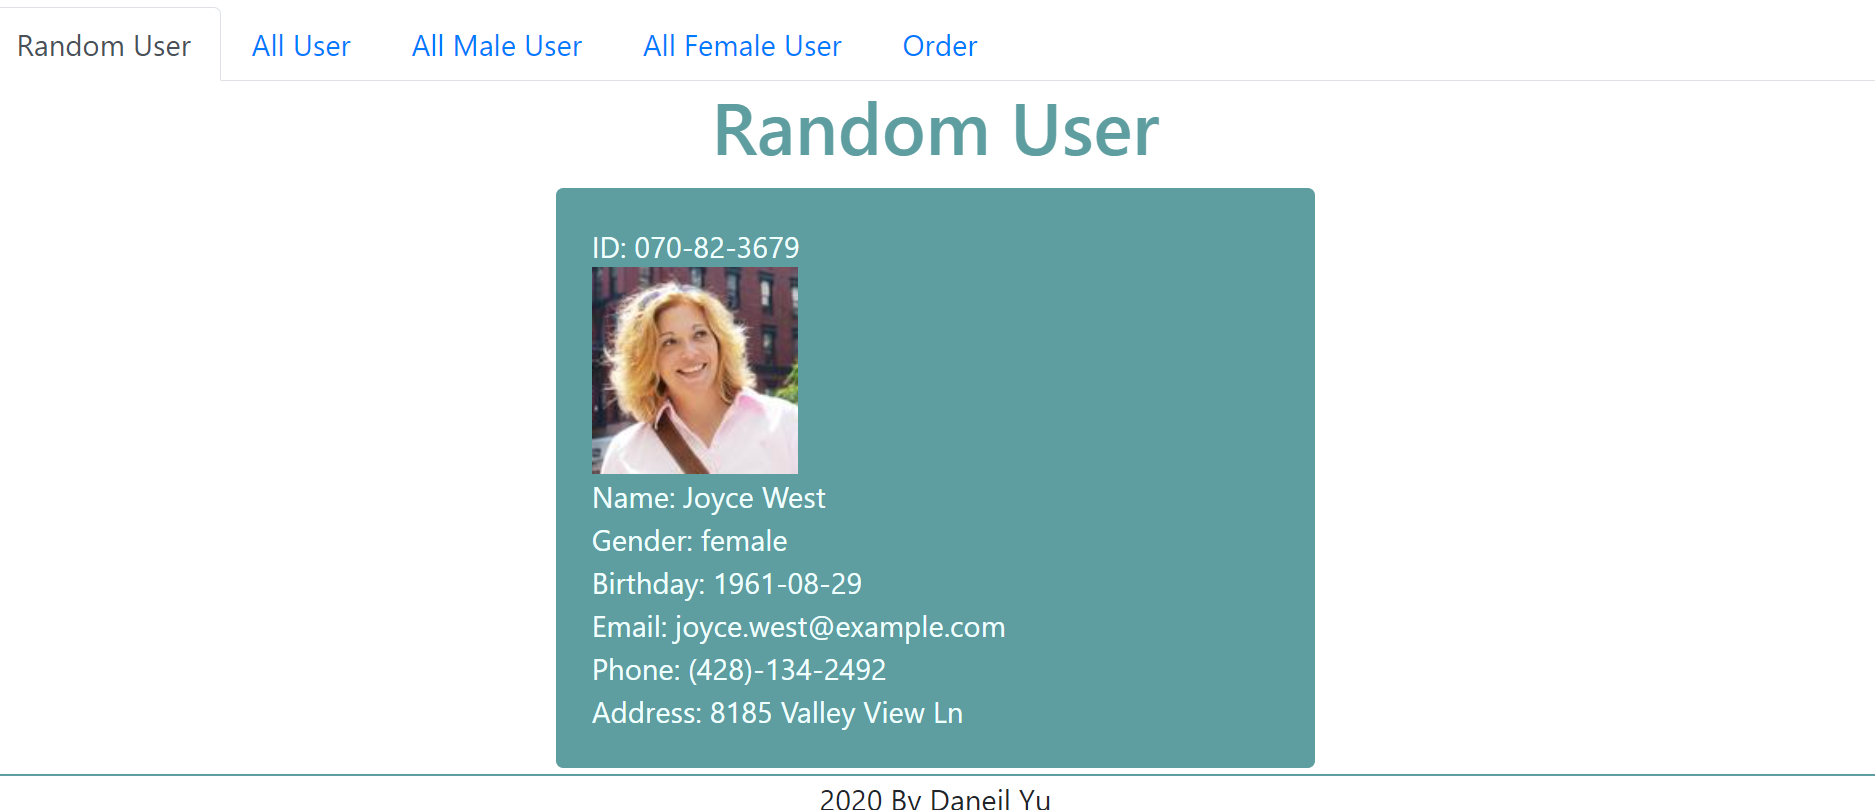 Random User All User All Male User All Female User Order
Random User
ID: 070-82-3679
Name: Joyce West
Gender: female
Birthday: 1961-08-29
Email: joyce.west@example.com
Phone: (428)-134-2492
Address: 8185 Valley View Ln
2020 By Daneil Yu